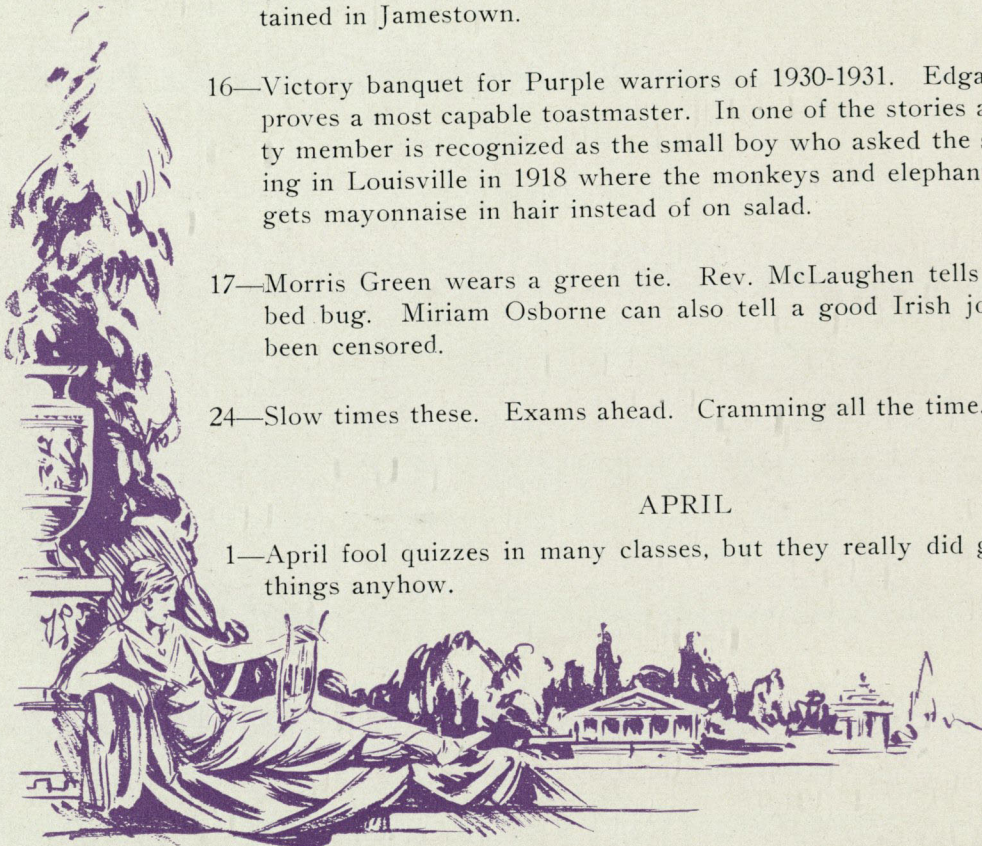 tained in Jamestown.
16—Victory banquet for Purple warriors of 1930-1931. Edga
proves a most capable toastmaster. In one of the stories a
ty member is recognized as the small boy who asked the
ing in Louisville in 1918 where the monkeys and elephan
gets mayonnaise in hair instead of on salad.
17—Morris Green wears a green tie. Rev. McLaughen tells
bed bug. Miriam Osborne can also tell a good Irish jo
been censored.
24—Slow times these. Exams ahead. Cramming all the time.
APRIL
1—April fool quizzes in many classes, but they really did g
things anyhow.